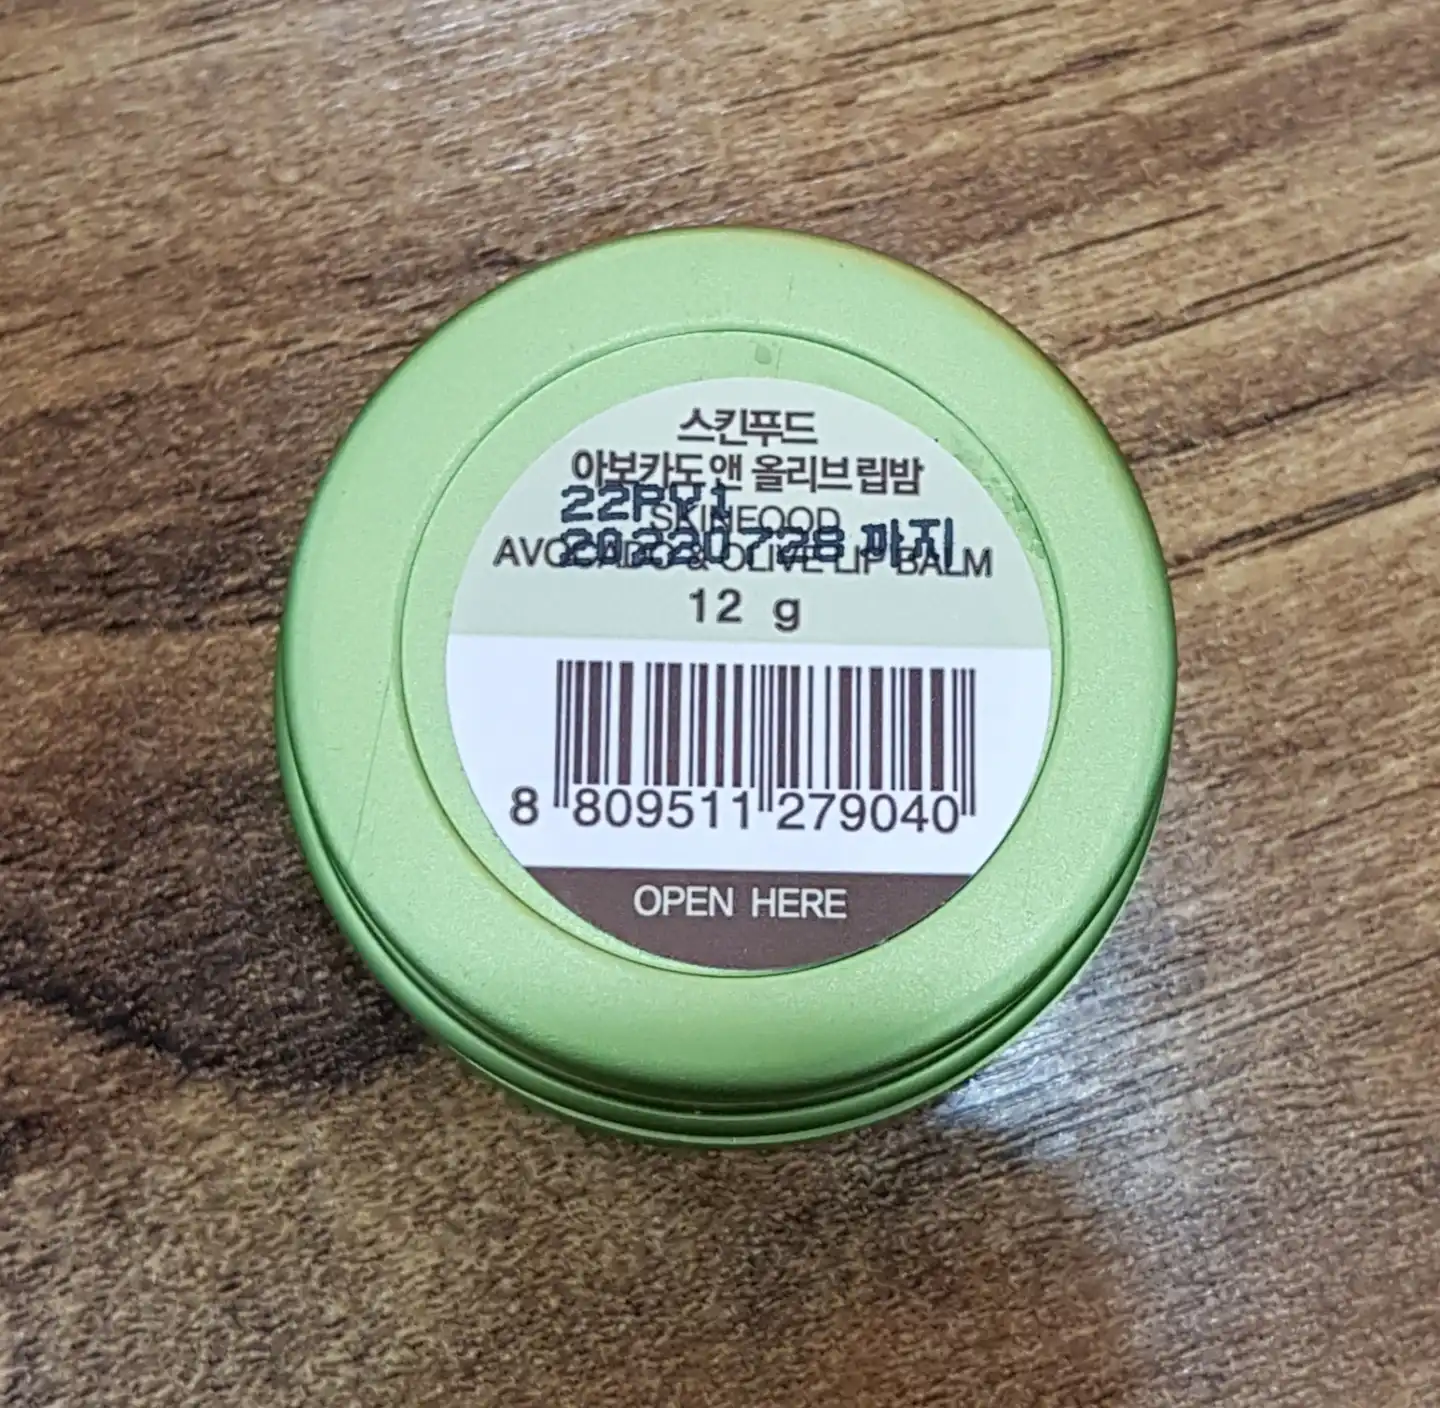 스킨푸드
아보카도 앤 올리브 립밤
22PY1
SKINFOOD
20220728 까지
AVOCADO & OLIVE LIP BALM
12 g
8 809511 279040
OPEN HERE